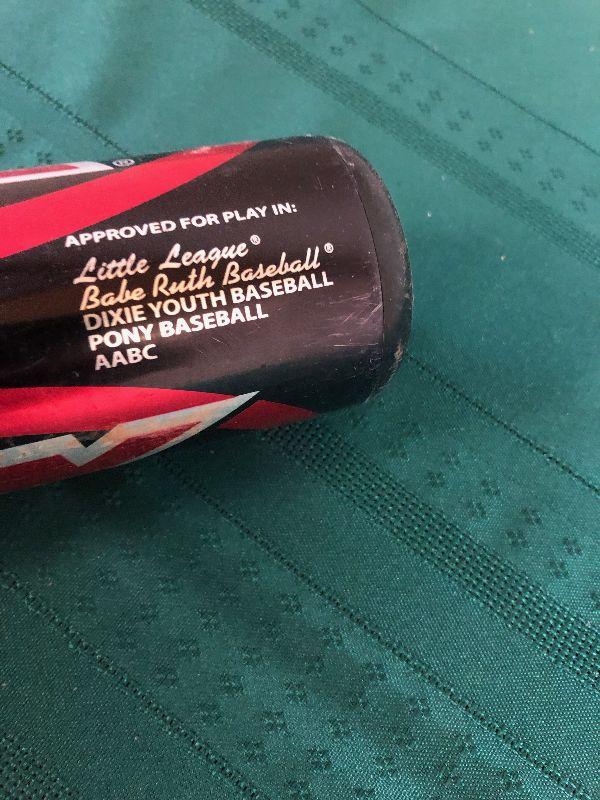 ®
APPROVED FOR PLAY IN:
Little League®
Babe Ruth Baseball®
DIXIE YOUTH BASEBALL
PONY BASEBALL
AABC